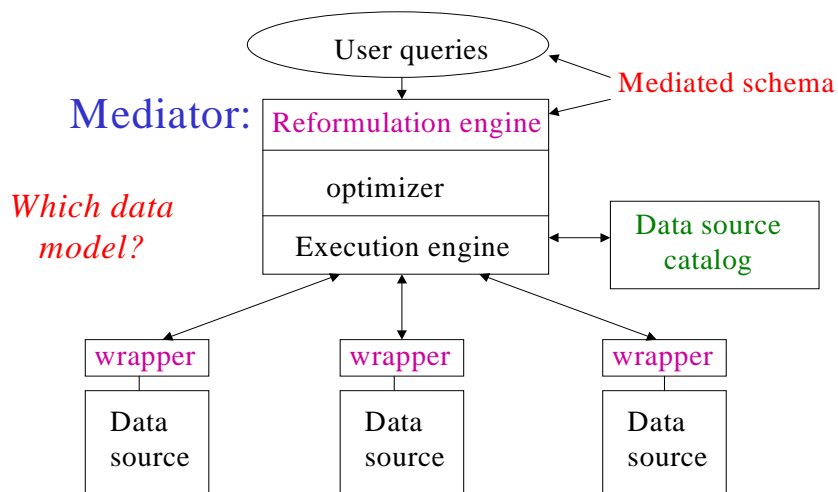 User queries
Mediated schema
Mediator:
Reformulation engine
optimizer
Which data
model?
Execution engine
Data source
catalog
wrapper
wrapper
wrapper
Data
source
Data
source
Data
source